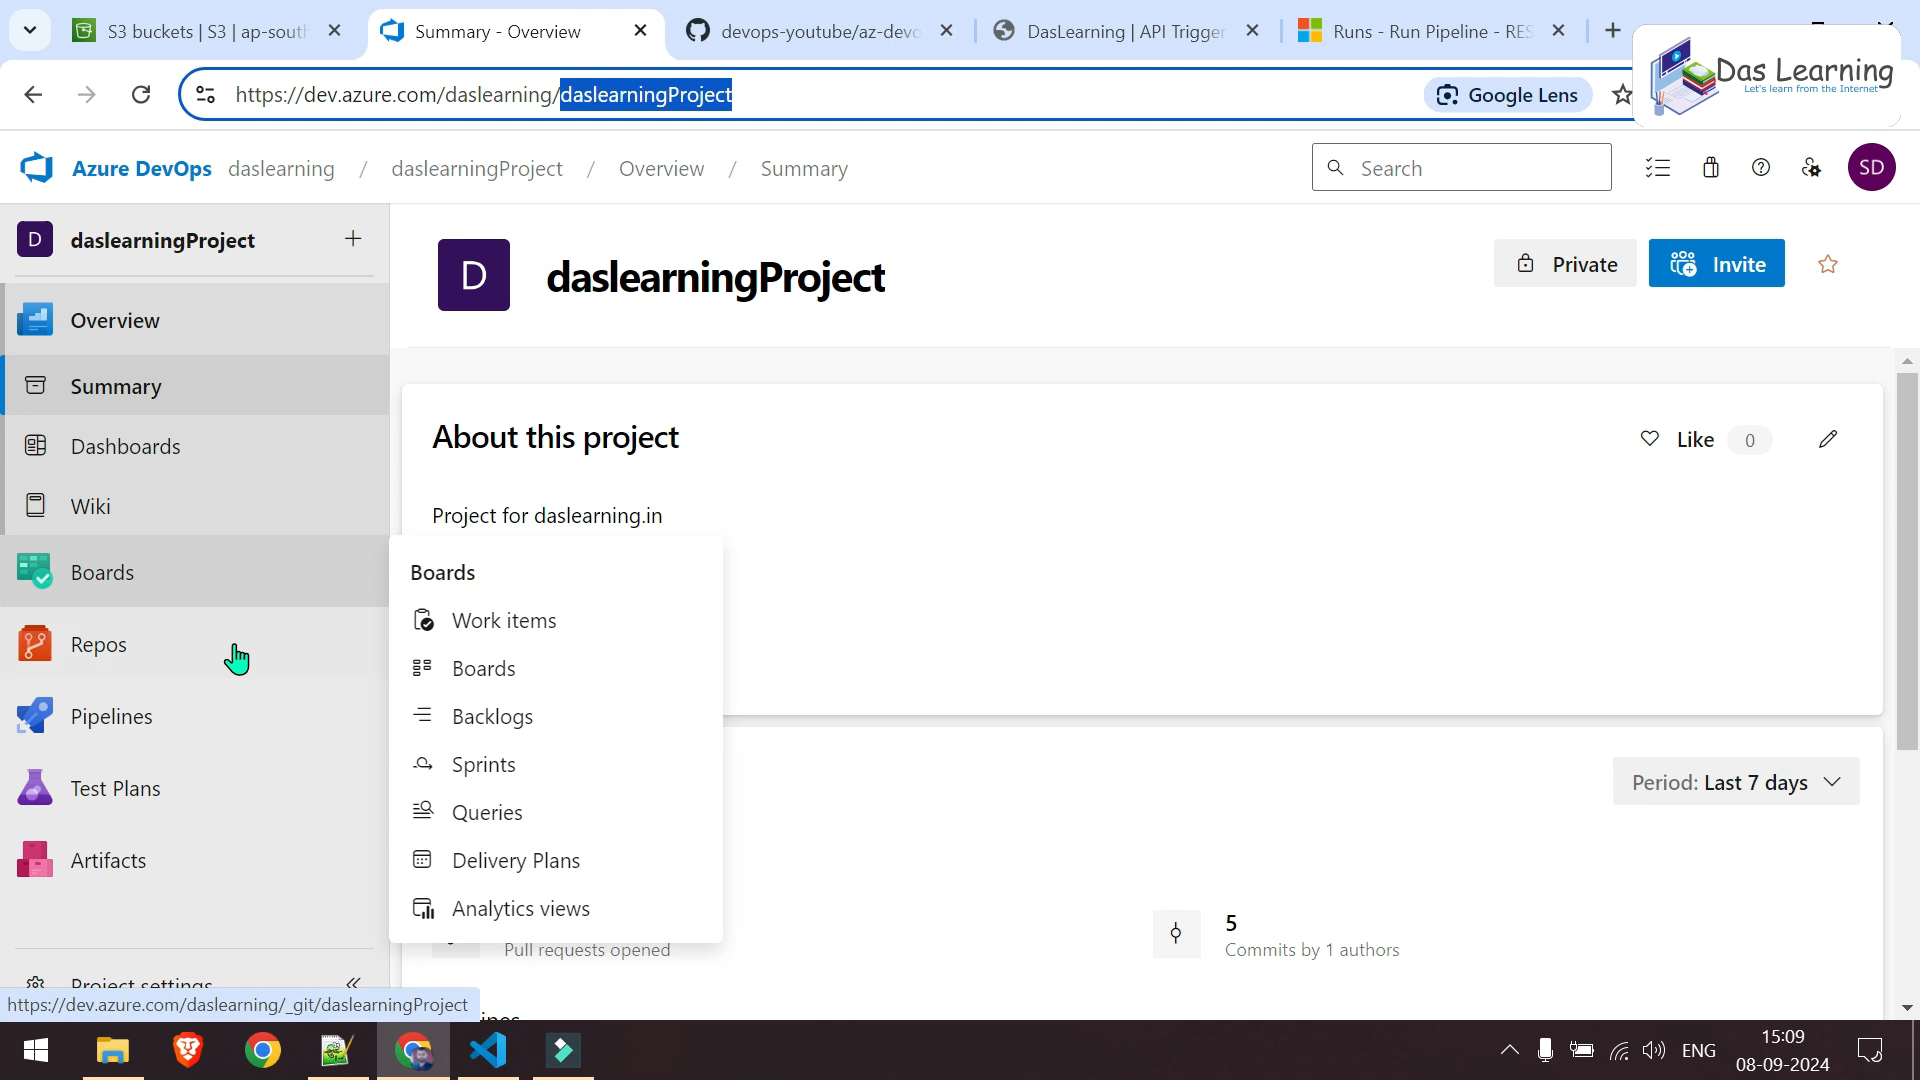 S3 buckets | S3 | ap-south
Summary - Overview
devops-youtube/az-devo
DasLearning | API Trigger
Runs - Run Pipeline - RES
https://dev.azure.com/daslearning/daslearningProject
Google Lens
Das Learning
Let's learn from the Internet
Azure DevOps daslearning / daslearningProject / Overview / Summary
Search
SD
D daslearningProject
D daslearningProject
Private
Invite
Overview
Summary
Dashboards
Wiki
Boards
Repos
Pipelines
Test Plans
Artifacts
Project settings
About this project
Like 0
Project for daslearning.in
Boards
Work items
Boards
Backlogs
Sprints
Queries
Delivery Plans
Analytics views
Period: Last 7 days
Pull requests opened
5
Commits by 1 authors
https://dev.azure.com/daslearning/_git/daslearningProject
ENG
15:09
08-09-2024